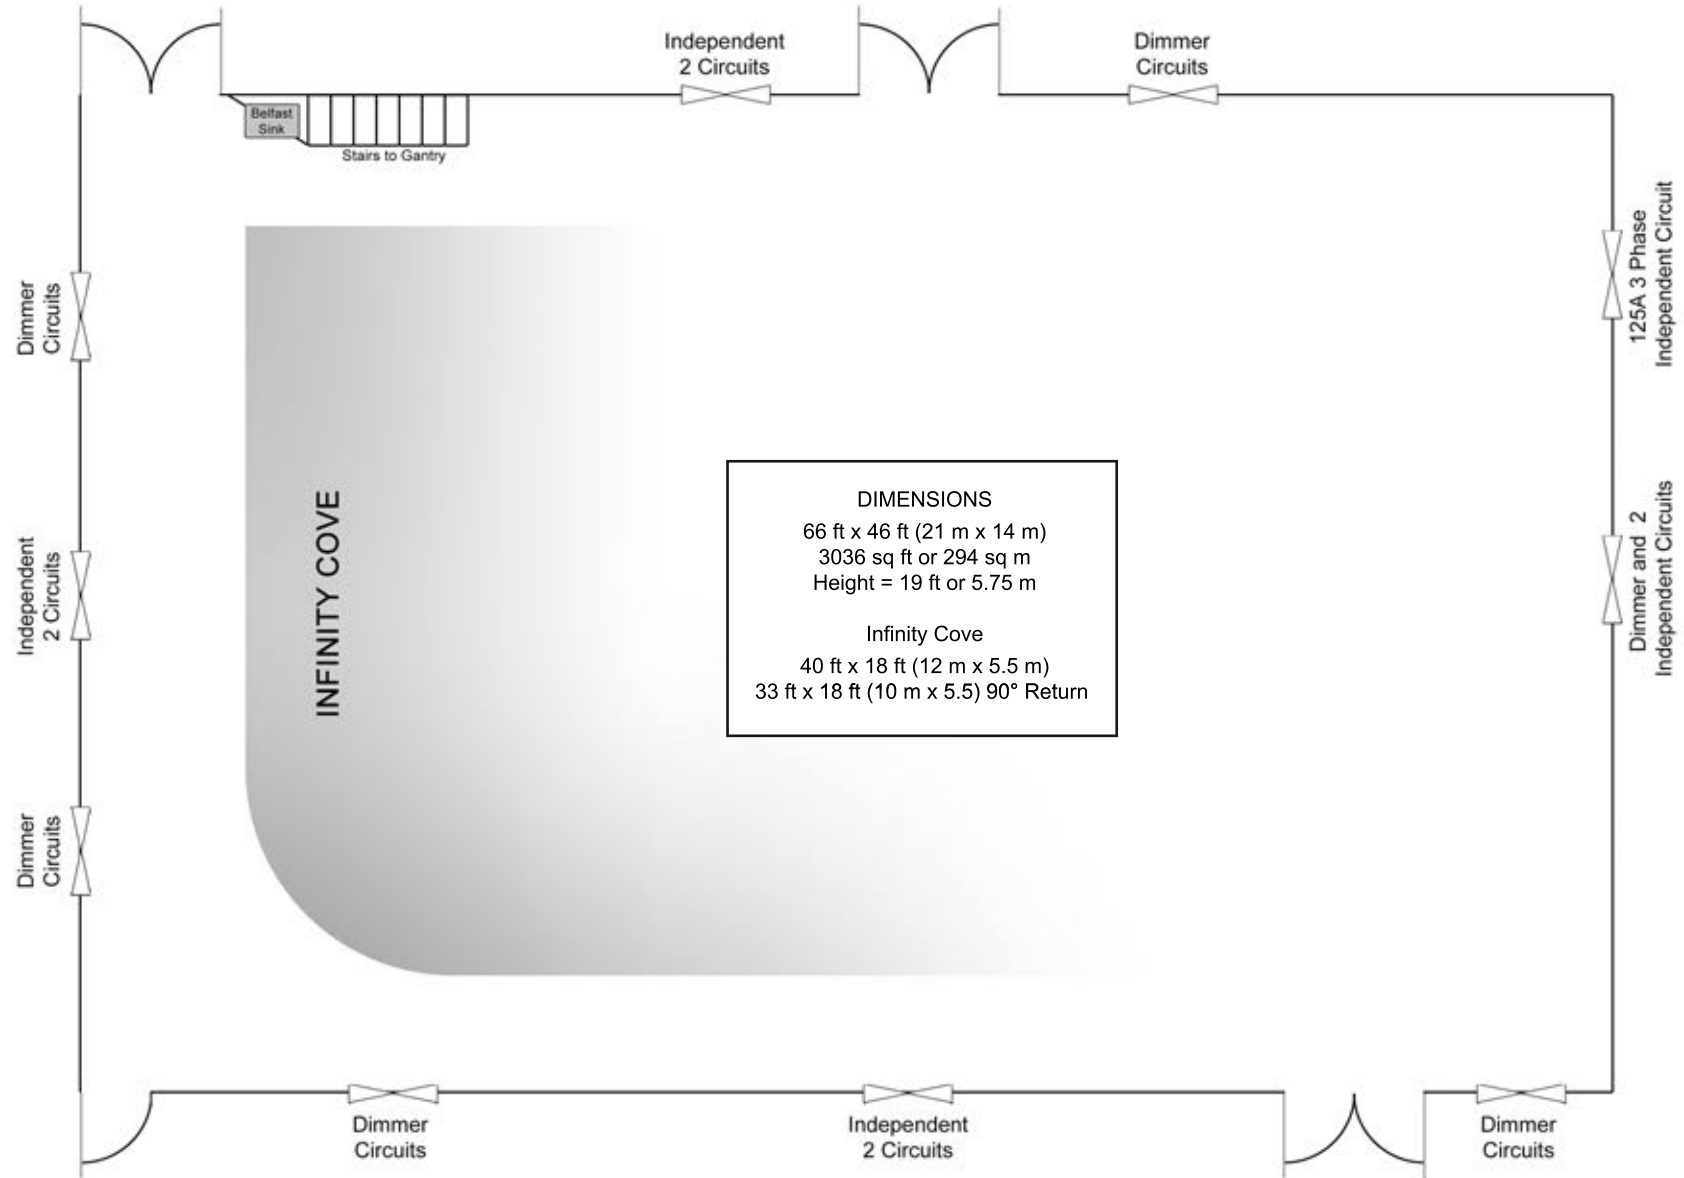 Independent
2 Circuits
Dimmer
Circuits
Belfast
Sink
Stairs to Gantry
Dimmer
Circuits
125A 3 Phase
Independent Circuit
INFINITY COVE
DIMENSIONS
66 ft x 46 ft (21 m x 14 m)
3036 sq ft or 294 sq m
Height = 19 ft or 5.75 m
Infinity Cove
40 ft x 18 ft (12 m x 5.5 m)
33 ft x 18 ft (10 m x 5.5) 90° Return
Independent
2 Circuits
Dimmer and 2
Independent Circuits
Dimmer
Circuits
Dimmer
Circuits
Independent
2 Circuits
Dimmer
Circuits